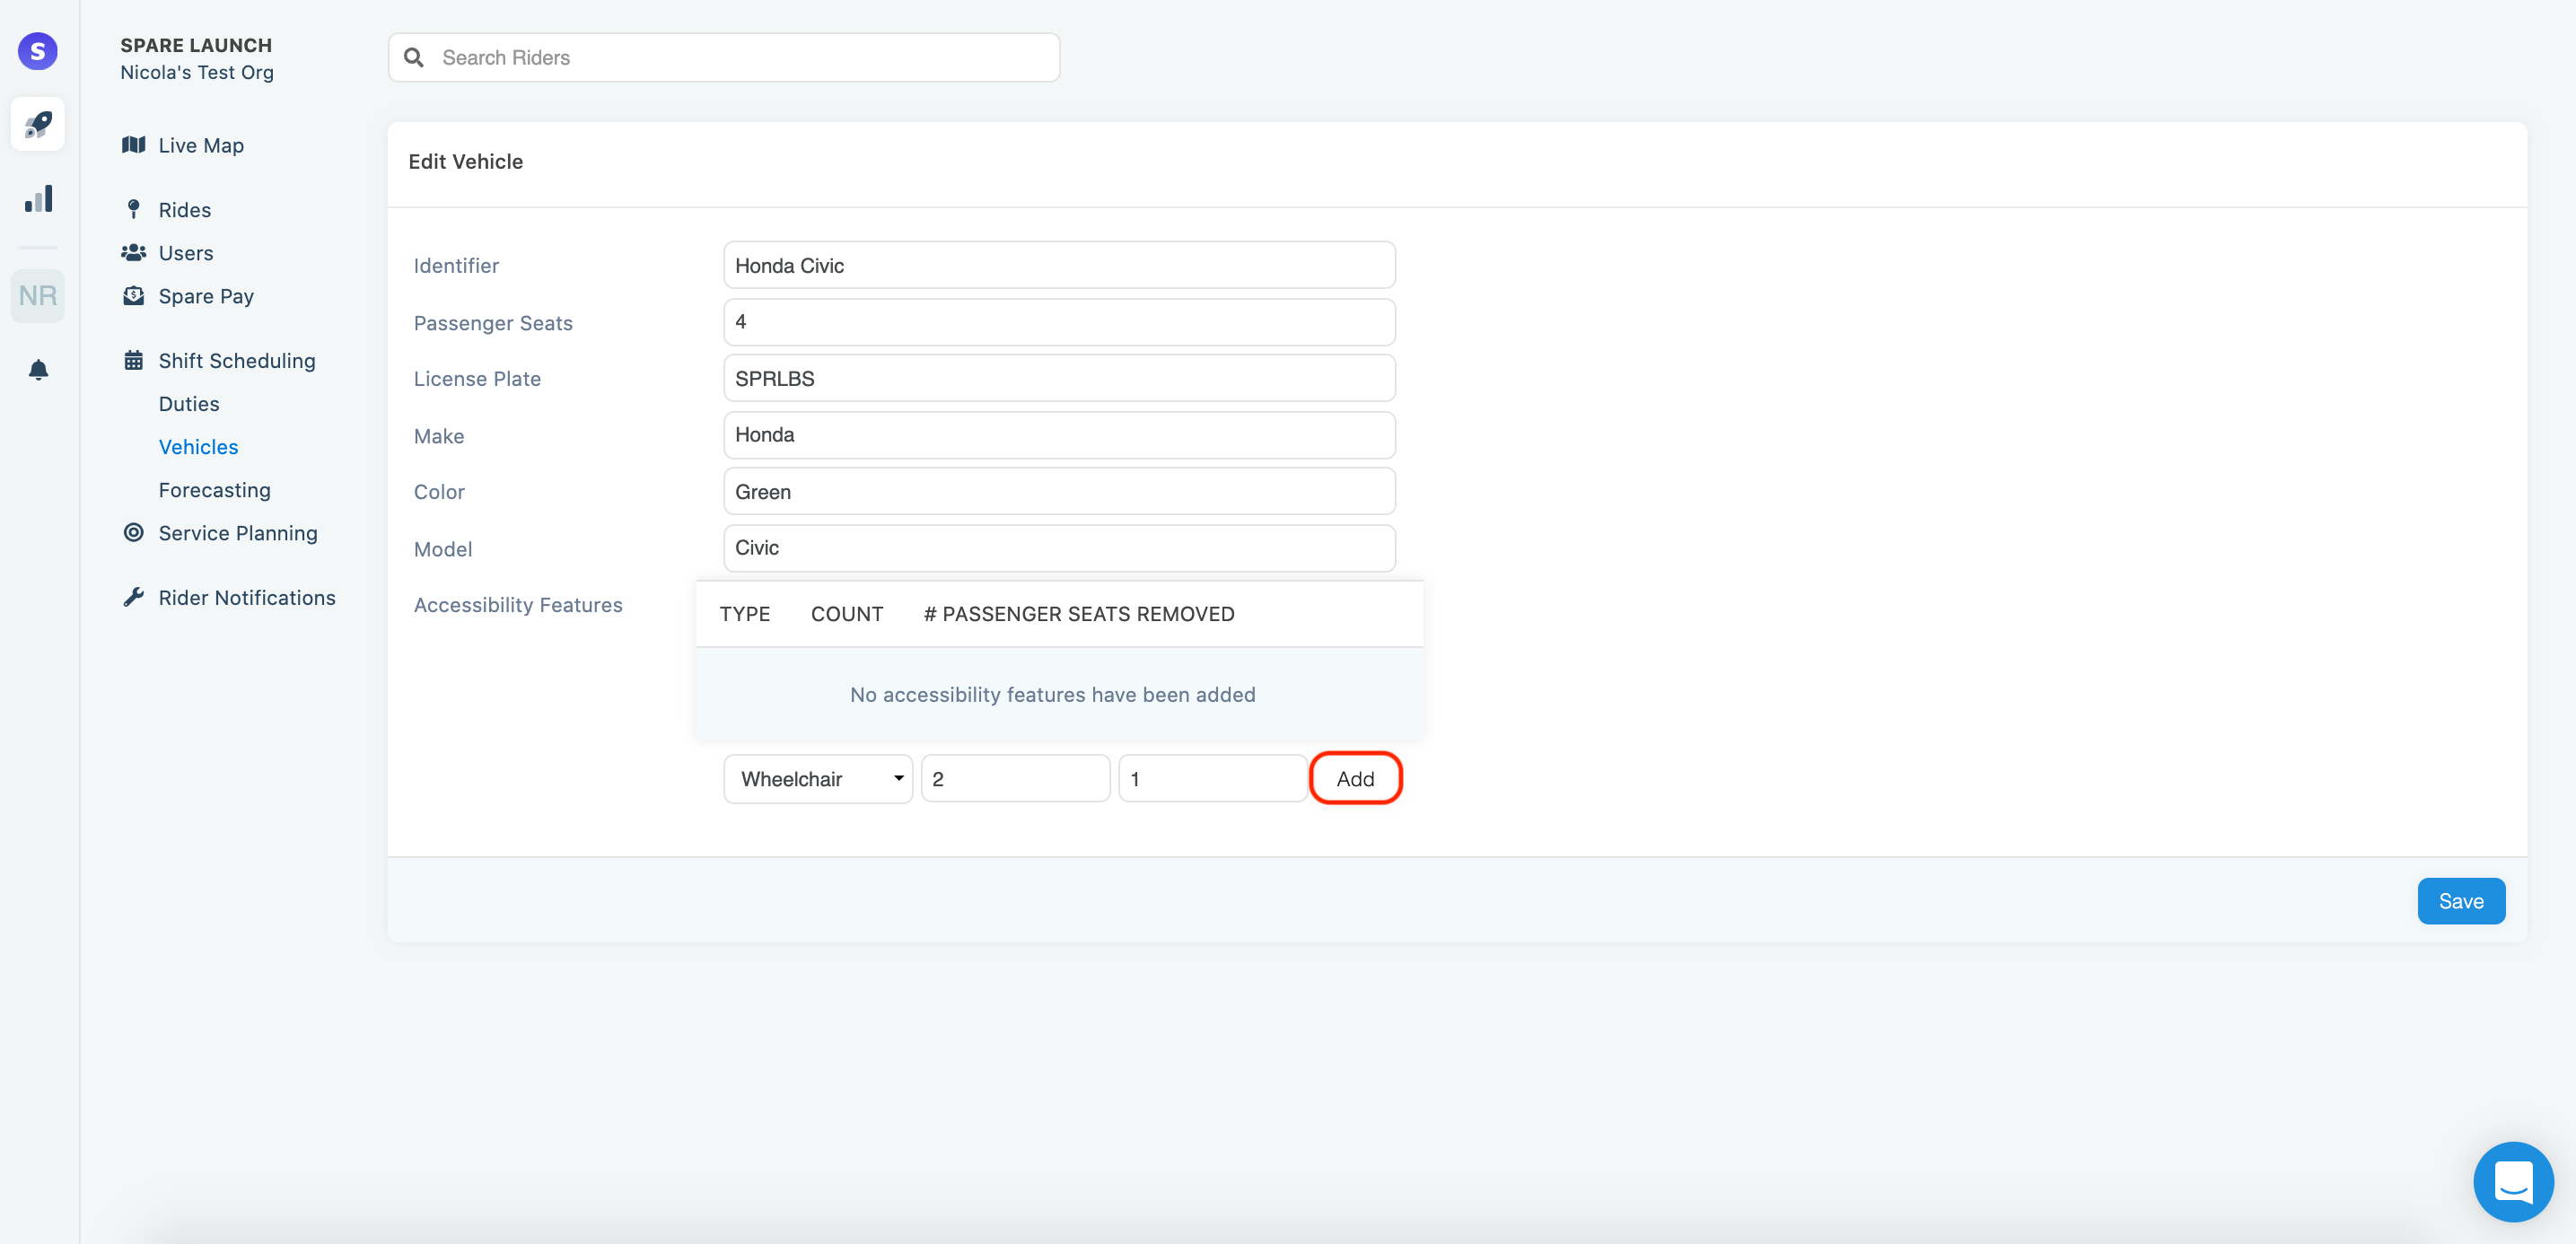 S
SPARE LAUNCH
Nicola's Test Org
Search Riders
NR
Live Map
Rides
Users
Spare Pay
Shift Scheduling
Duties
Vehicles
Forecasting
Service Planning
Rider Notifications
Edit Vehicle
Identifier
Honda Civic
Passenger Seats
4
License Plate
SPRLBS
Make
Honda
Color
Green
Model
Civic
Accessibility Features
TYPE COUNT # PASSENGER SEATS REMOVED
No accessibility features have been added
Wheelchair 2 1 Add
Save